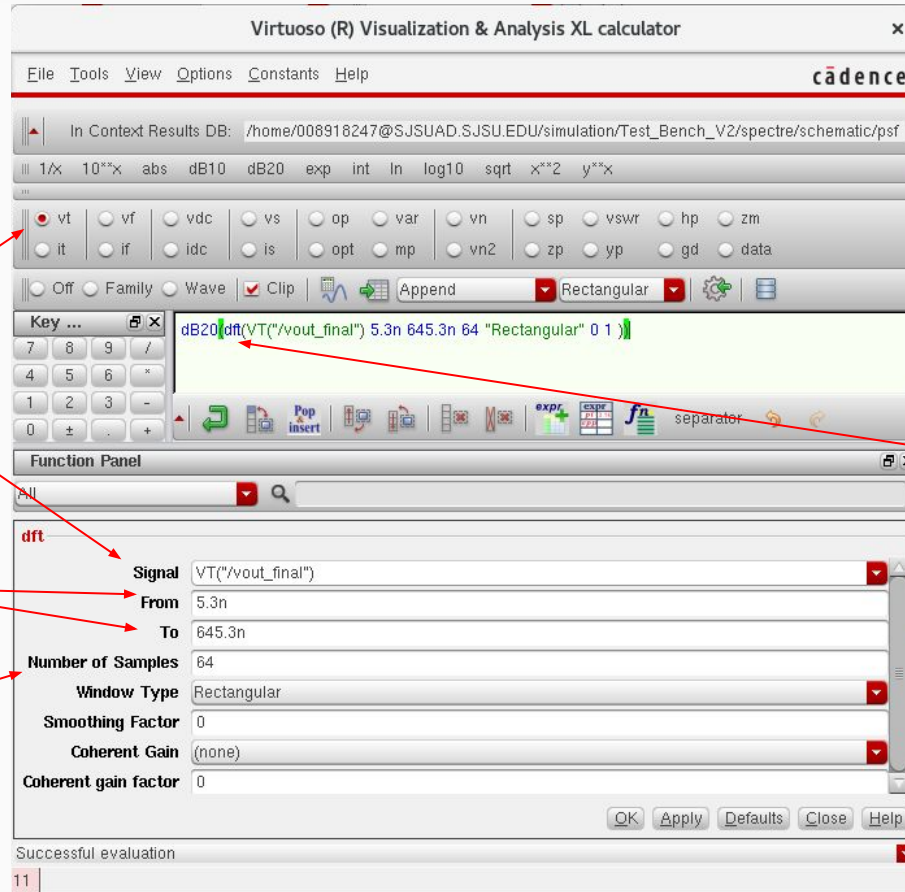 Virtuoso (R) Visualization & Analysis XL calculator ×
File Tools View Options Constants Help cādence
In Context Results DB: /home/008918247@SJSUAD.SJSU.EDU/simulation/Test_Bench_V2/spectre/schematic/psf
1/x 10**x abs dB10 dB20 exp int ln log10 sqrt x**2 y**x
vt vf vdc vs op var vn sp vswr hp zm
it if idc is opt mp vn2 zp yp gd data
Off Family Wave Clip Append Rectangular
Key ...
dB20(dft(VT("/vout_final") 5.3n 645.3n 64 "Rectangular" 0 1 ))
7 8 9 /
4 5 6 *
1 2 3 -
0 ± . +
Pop & insert expr fn separator
Function Panel
All
dft
Signal VT("/vout_final")
From 5.3n
To 645.3n
Number of Samples 64
Window Type Rectangular
Smoothing Factor 0
Coherent Gain (none)
Coherent gain factor 0
OK Apply Defaults Close Help
Successful evaluation
11